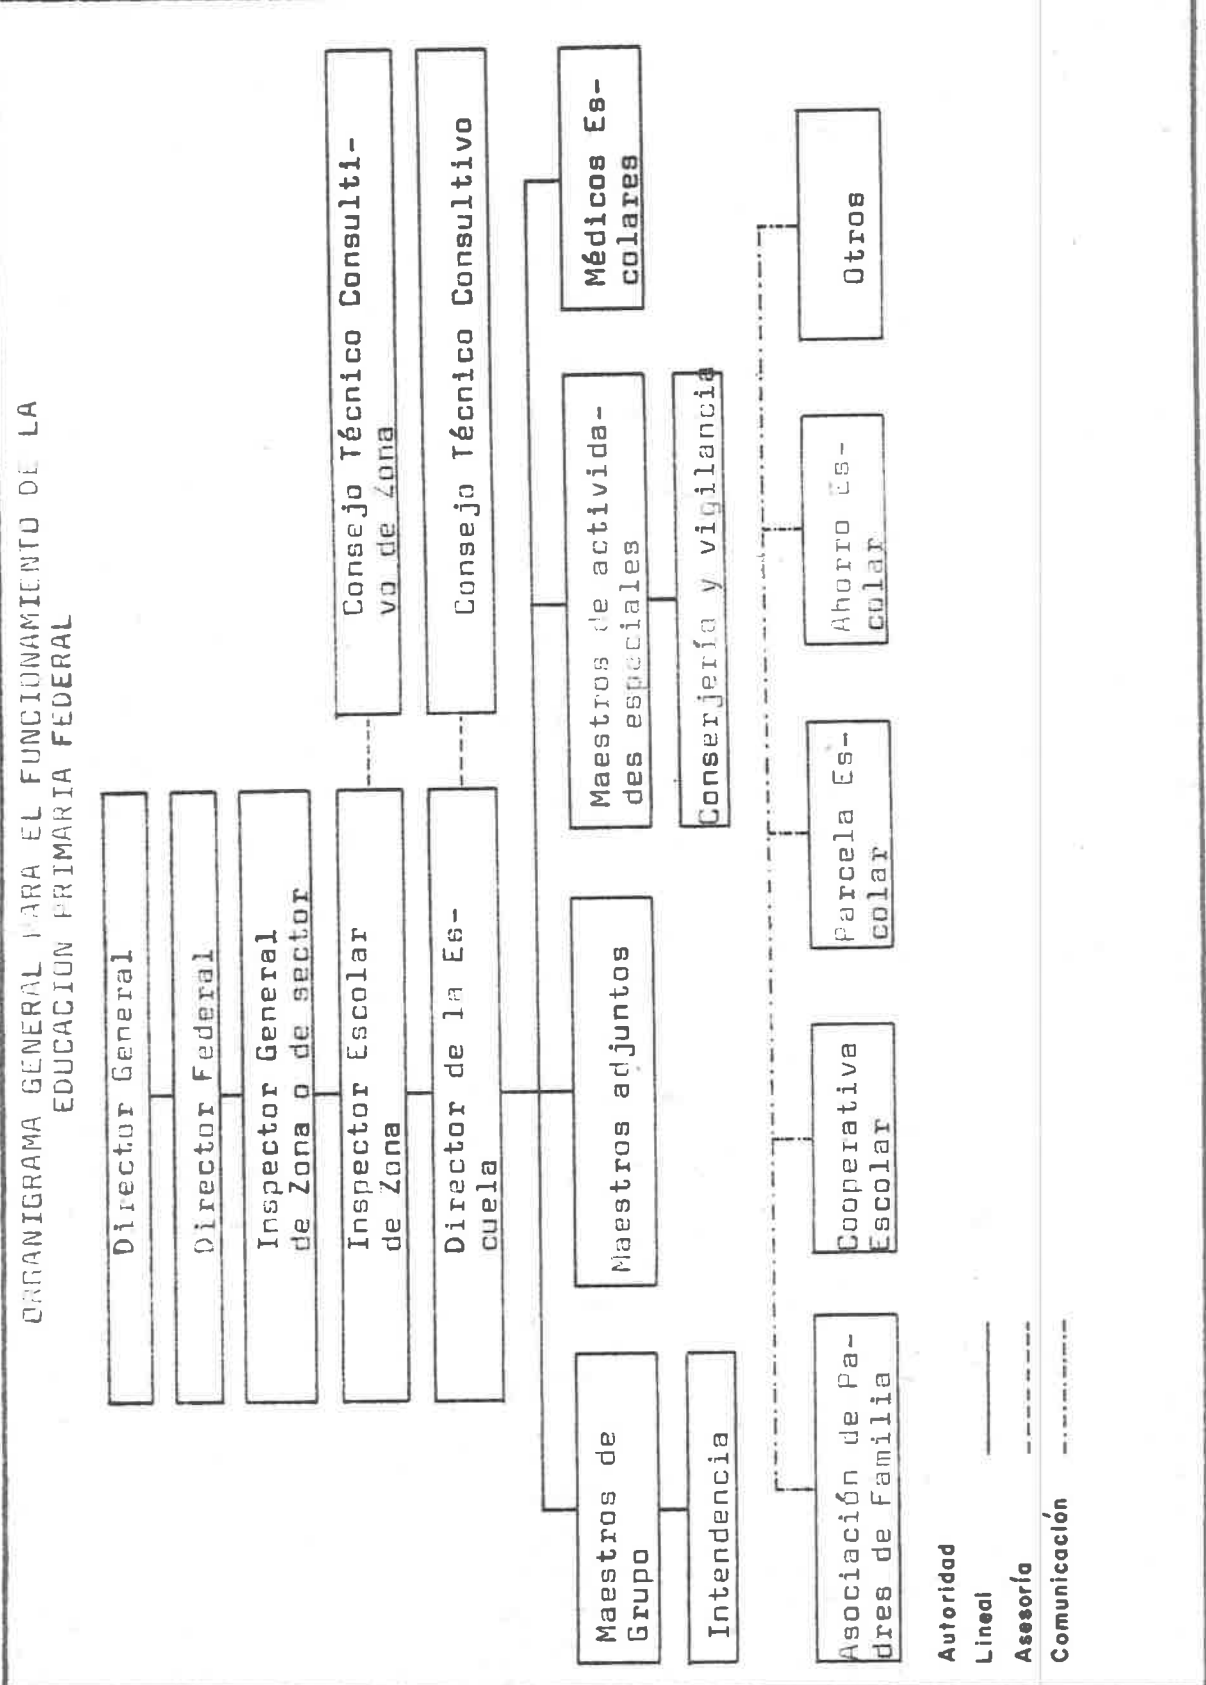 ORGANIGRAMA GENERAL PARA EL FUNCIONAMIENTO DE LA
EDUCACION PRIMARIA FEDERAL
Director General
Director Federal
Inspector General
de Zona o de sector
Inspector Escolar
de Zona
Consejo Técnico Consulti-
vo de Zona
Director de la Es-
cuela
Consejo Técnico Consultivo
Maestros de
Grupo
Maestros adjuntos
Maestros de activida-
des especiales
Médicos Es-
colares
Intendencia
Conserjería y vigilancia
Asociación de Pa-
dres de Familia
Cooperativa
Escolar
Parcela Es-
colar
Ahorro Es-
colar
Otros
Autoridad
Lineal
Asesoría
Comunicación